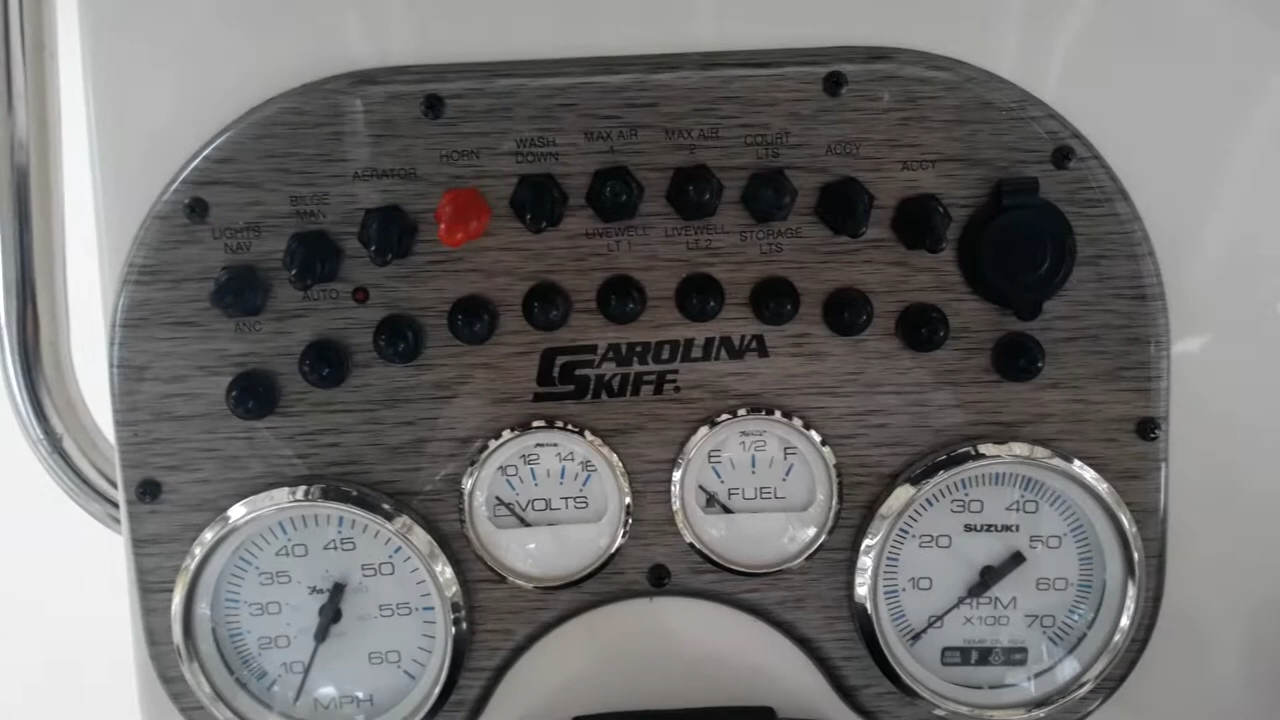 HORN
WASH
DOWN
MAX AIR
1
MAX AIR
2
COURT
LTS
ACCY
ACCY
AERATOR
BILGE
MAN
LIGHTS
NAV
LIVEWELL
LT 1
LIVEWELL
LT 2
STORAGE
LTS
AUTO
ANC
CAROLINA
SKIFF
Faria
10 12 14 16
VOLTS
Faria
E 1/2 F
FUEL
10 20 30 35 40 45 50 55 60
Faria
MPH
0 10 20 30 40 50 60 70
SUZUKI
RPM
X100